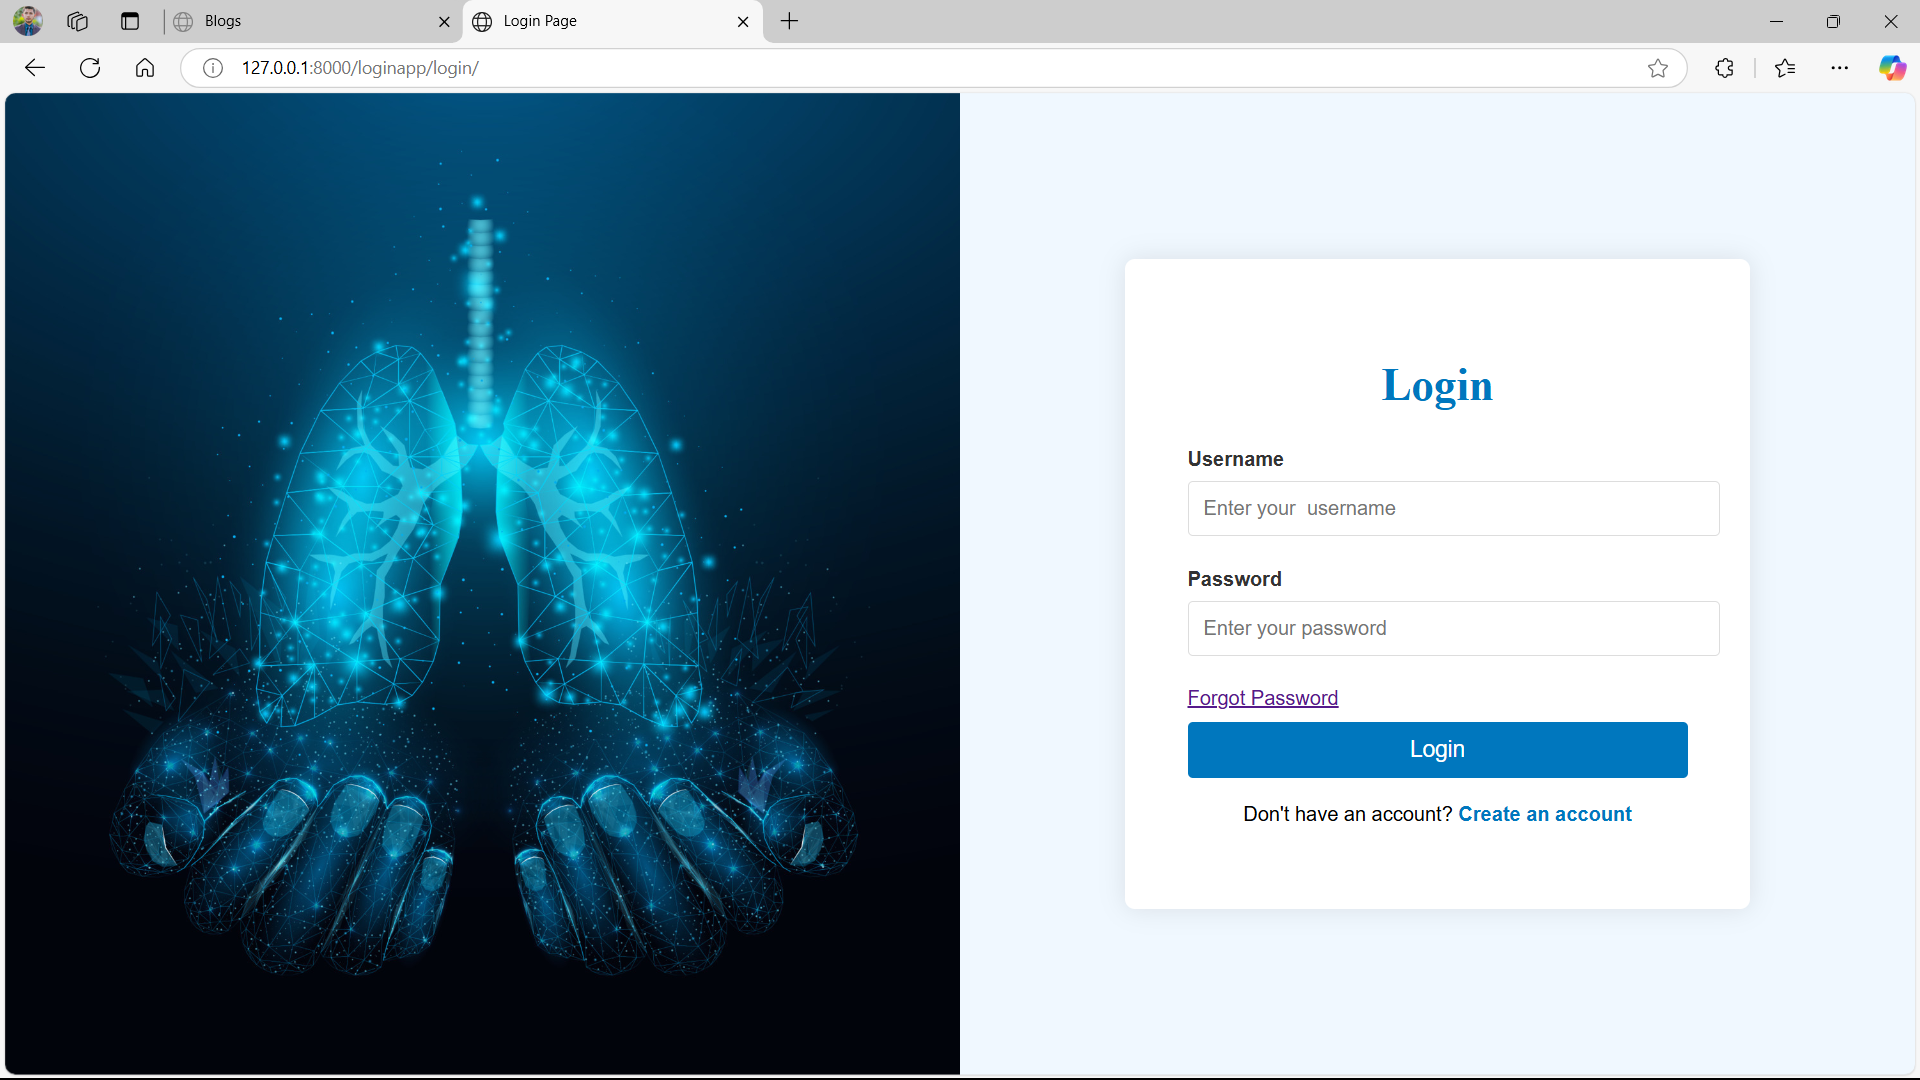 Blogs
Login Page
127.0.0.1:8000/loginapp/login/
Login
Username
Enter your  username
Password
Enter your password
Forgot Password
Login
Don't have an account? Create an account